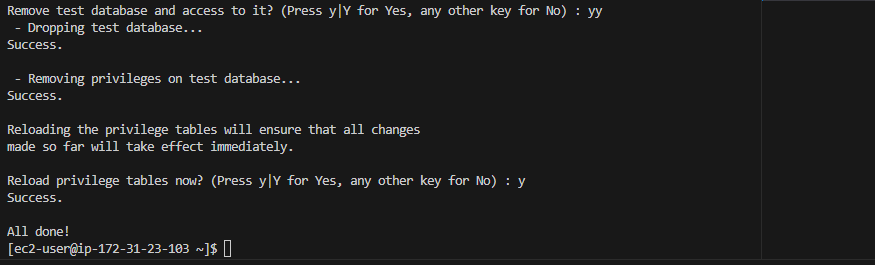 Remove test database and access to it? (Press y|Y for Yes, any other key for No) : yy
 - Dropping test database...
Success.

 - Removing privileges on test database...
Success.

Reloading the privilege tables will ensure that all changes
made so far will take effect immediately.

Reload privilege tables now? (Press y|Y for Yes, any other key for No) : y
Success.

All done!
[ec2-user@ip-172-31-23-103 ~]$